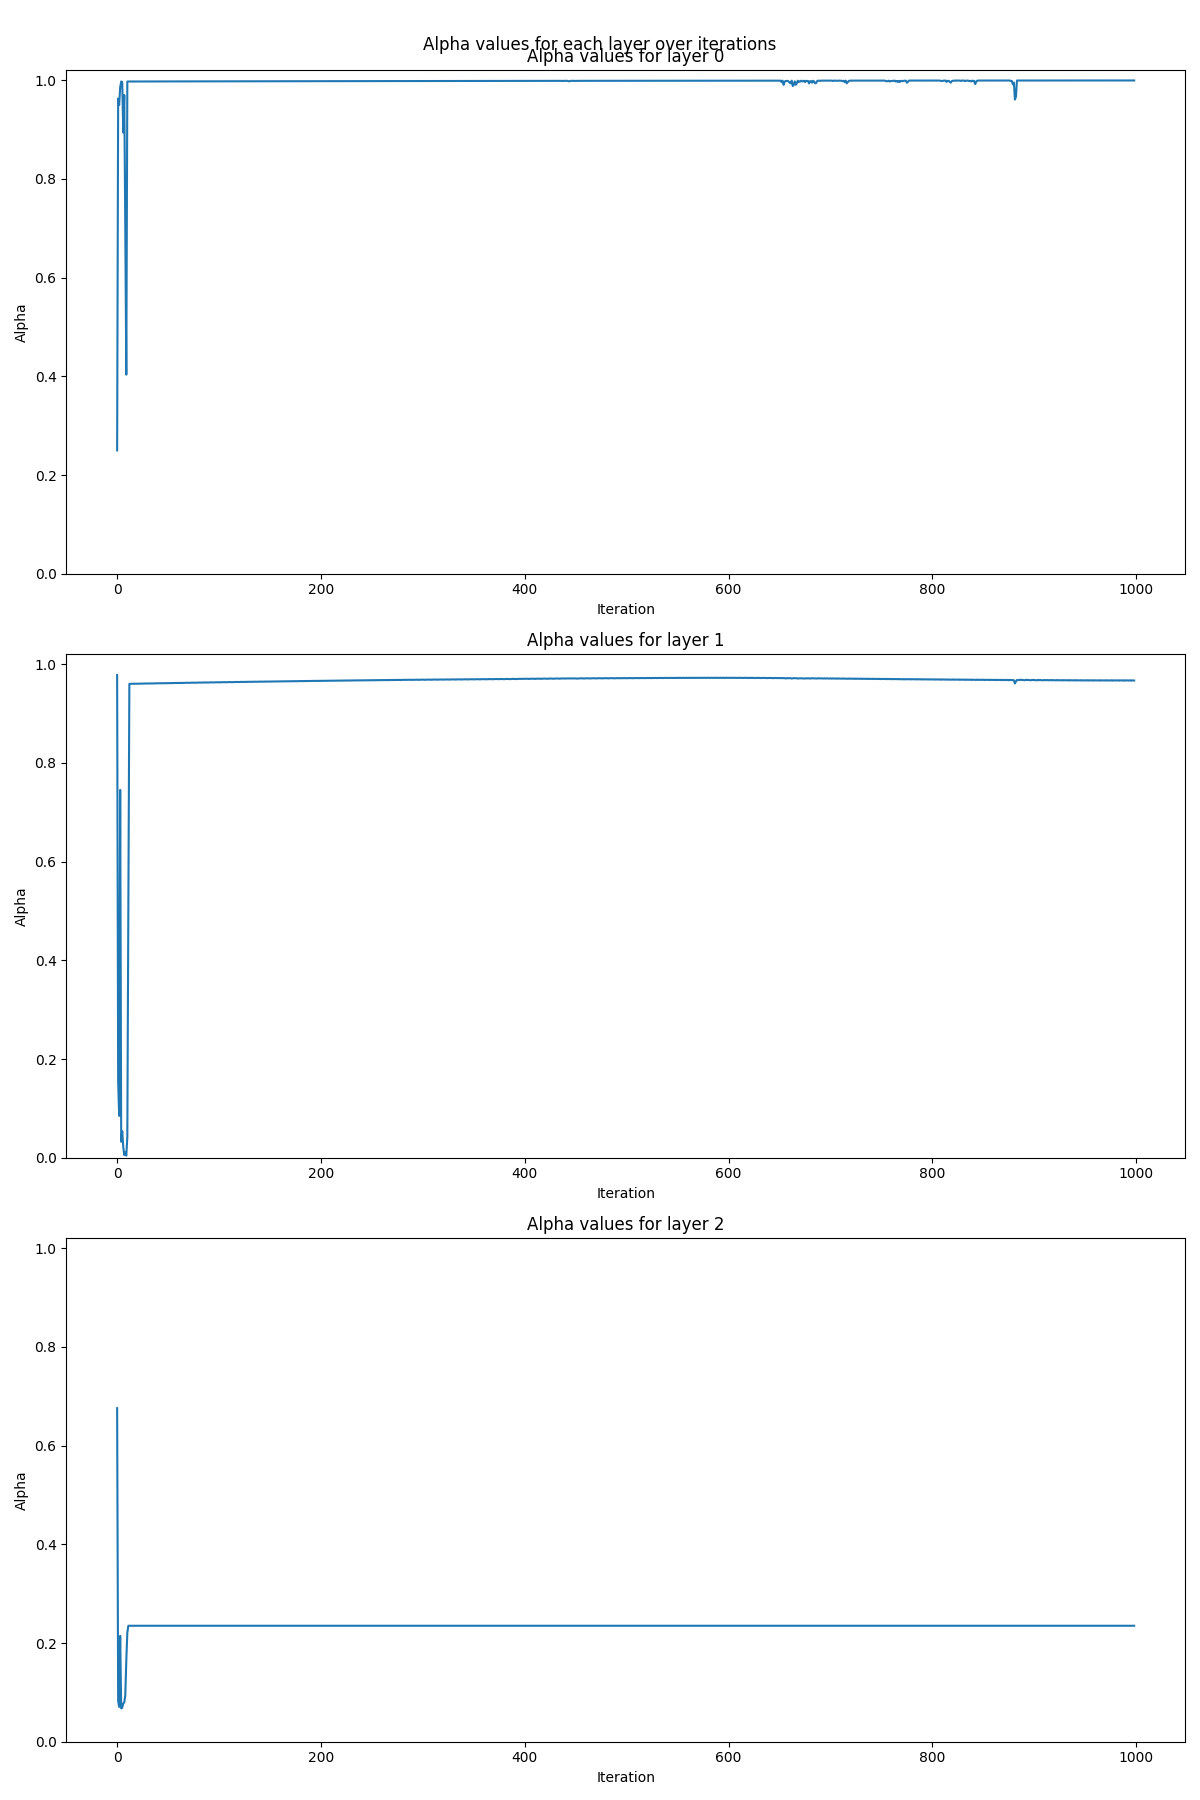 Alpha values for each layer over iterations
Alpha values for layer 0
1.0
0.8
0.6
0.4
0.2
0.0
Alpha
0 200 400 600 800 1000
Iteration
Alpha values for layer 1
1.0
0.8
0.6
0.4
0.2
0.0
Alpha
0 200 400 600 800 1000
Iteration
Alpha values for layer 2
1.0
0.8
0.6
0.4
0.2
0.0
Alpha
0 200 400 600 800 1000
Iteration